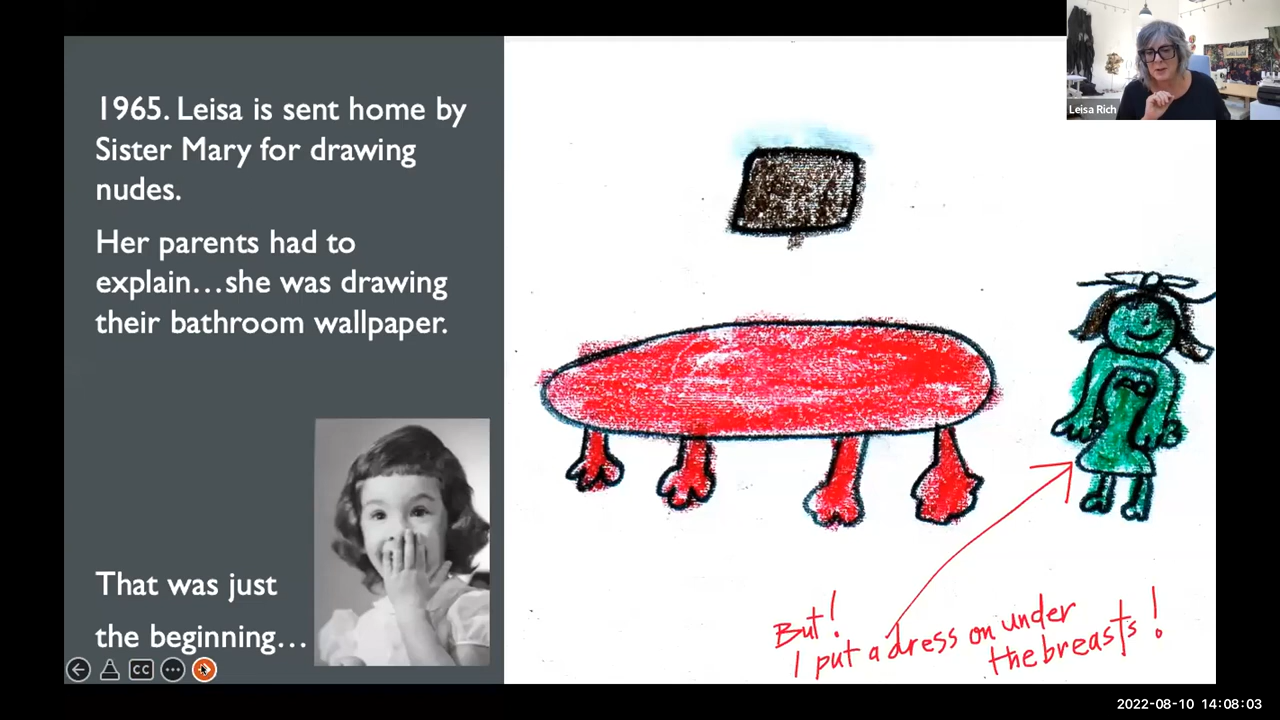 1965. Leisa is sent home by
Sister Mary for drawing
nudes.
Her parents had to
explain...she was drawing
their bathroom wallpaper.
That was just
the beginning...
But!
I put a dress on under
the breasts!
Leisa Rich
CC
2022-08-10 14:08:03